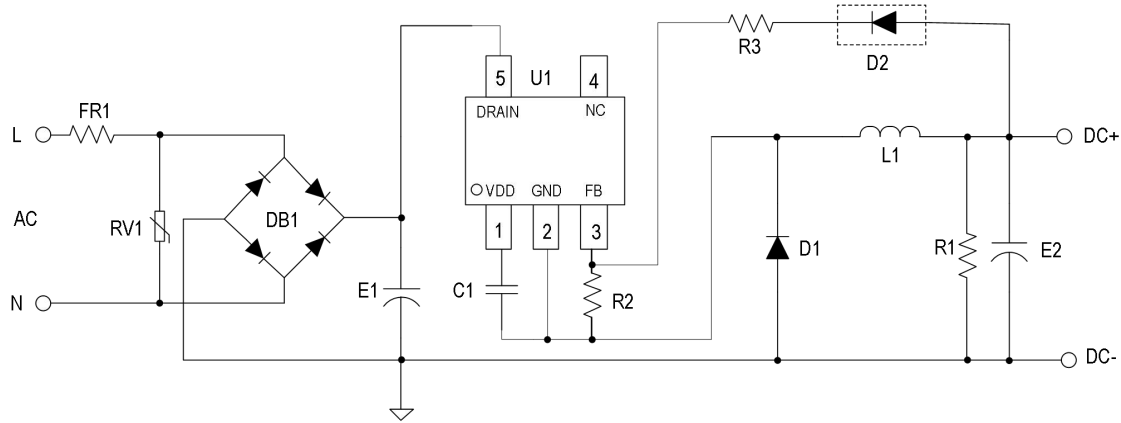 R3
D2
5
U1
4
DRAIN
NC
FR1
L
DC+
L1
VDD
GND
FB
AC
RV1
DB1
1
2
3
D1
R1
E2
E1
C1
R2
N
DC-